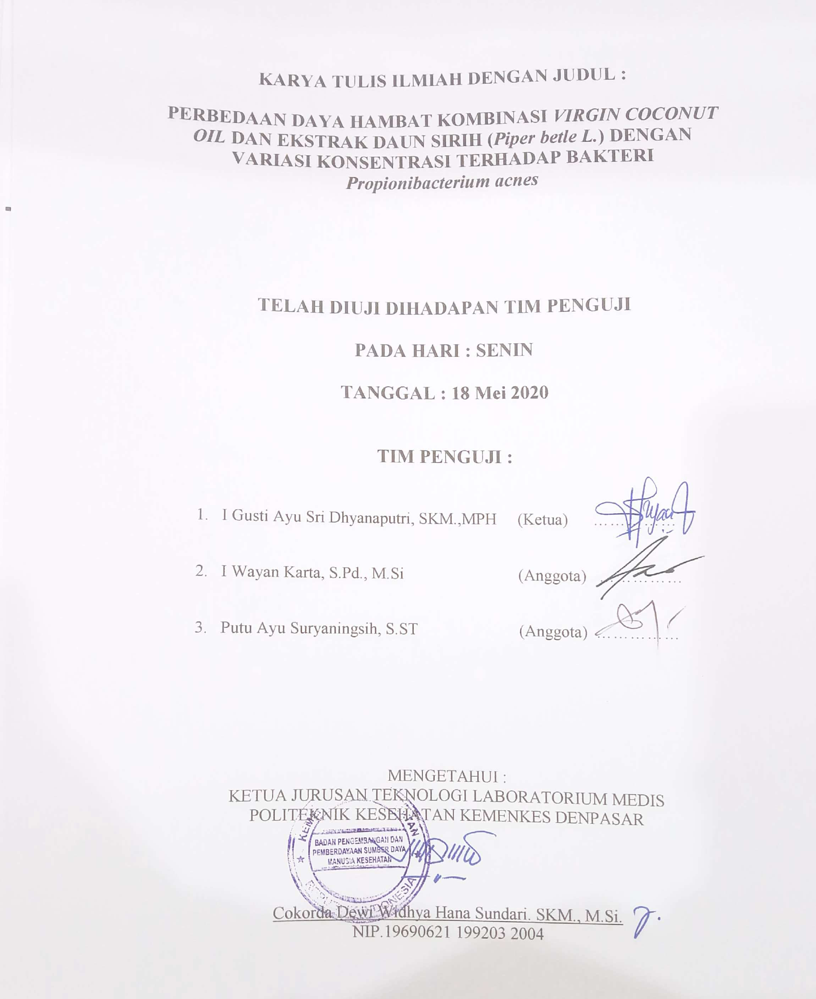 KARYA TULIS ILMIAH DENGAN JUDUL :
PERBEDAAN DAYA HAMBAT KOMBINASI VIRGIN COCONUT
OIL DAN EKSTRAK DAUN SIRIH (Piper betle L.) DENGAN
VARIASI KONSENTRASI TERHADAP BAKTERI
Propionibacterium acnes
TELAH DIUJI DIHADAPAN TIM PENGUJI
PADA HARI : SENIN
TANGGAL : 18 Mei 2020
TIM PENGUJI :
1. I Gusti Ayu Sri Dhyanaputri, SKM.,MPH (Ketua) ..................
2. I Wayan Karta, S.Pd., M.Si (Anggota) ..................
3. Putu Ayu Suryaningsih, S.ST (Anggota) ..................
MENGETAHUI :
KETUA JURUSAN TEKNOLOGI LABORATORIUM MEDIS
POLITEKNIK KESEHATAN KEMENKES DENPASAR
BADAN PENGEMBANGAN DAN
PEMBERDAYAAN SUMBER DAYA
MANUSIA KESEHATAN
Cokorda Dewi Widhya Hana Sundari. SKM., M.Si.
NIP.19690621 199203 2004